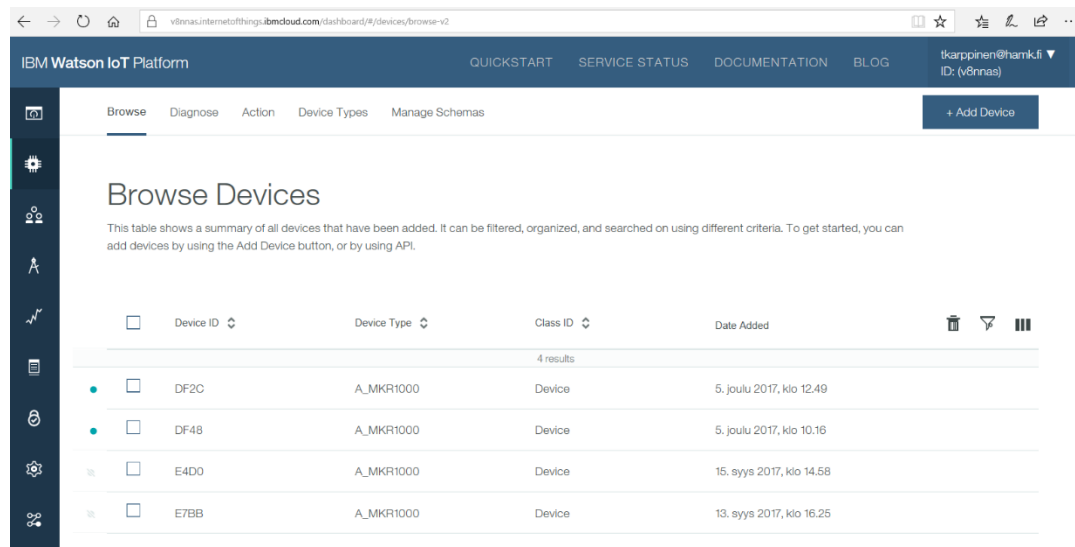 v8nnas.internetofthings.ibmcloud.com/dashboard/#/devices/browse-v2
IBM Watson IoT Platform QUICKSTART SERVICE STATUS DOCUMENTATION BLOG tkarppinen@hamk.fi ▼
ID: (v8nnas)
Browse Diagnose Action Device Types Manage Schemas + Add Device
Browse Devices
This table shows a summary of all devices that have been added. It can be filtered, organized, and searched on using different criteria. To get started, you can
add devices by using the Add Device button, or by using API.
Device ID Device Type Class ID Date Added
4 results
DF2C A_MKR1000 Device 5. joulu 2017, klo 12.49
DF48 A_MKR1000 Device 5. joulu 2017, klo 10.16
E4D0 A_MKR1000 Device 15. syys 2017, klo 14.58
E7BB A_MKR1000 Device 13. syys 2017, klo 16.25